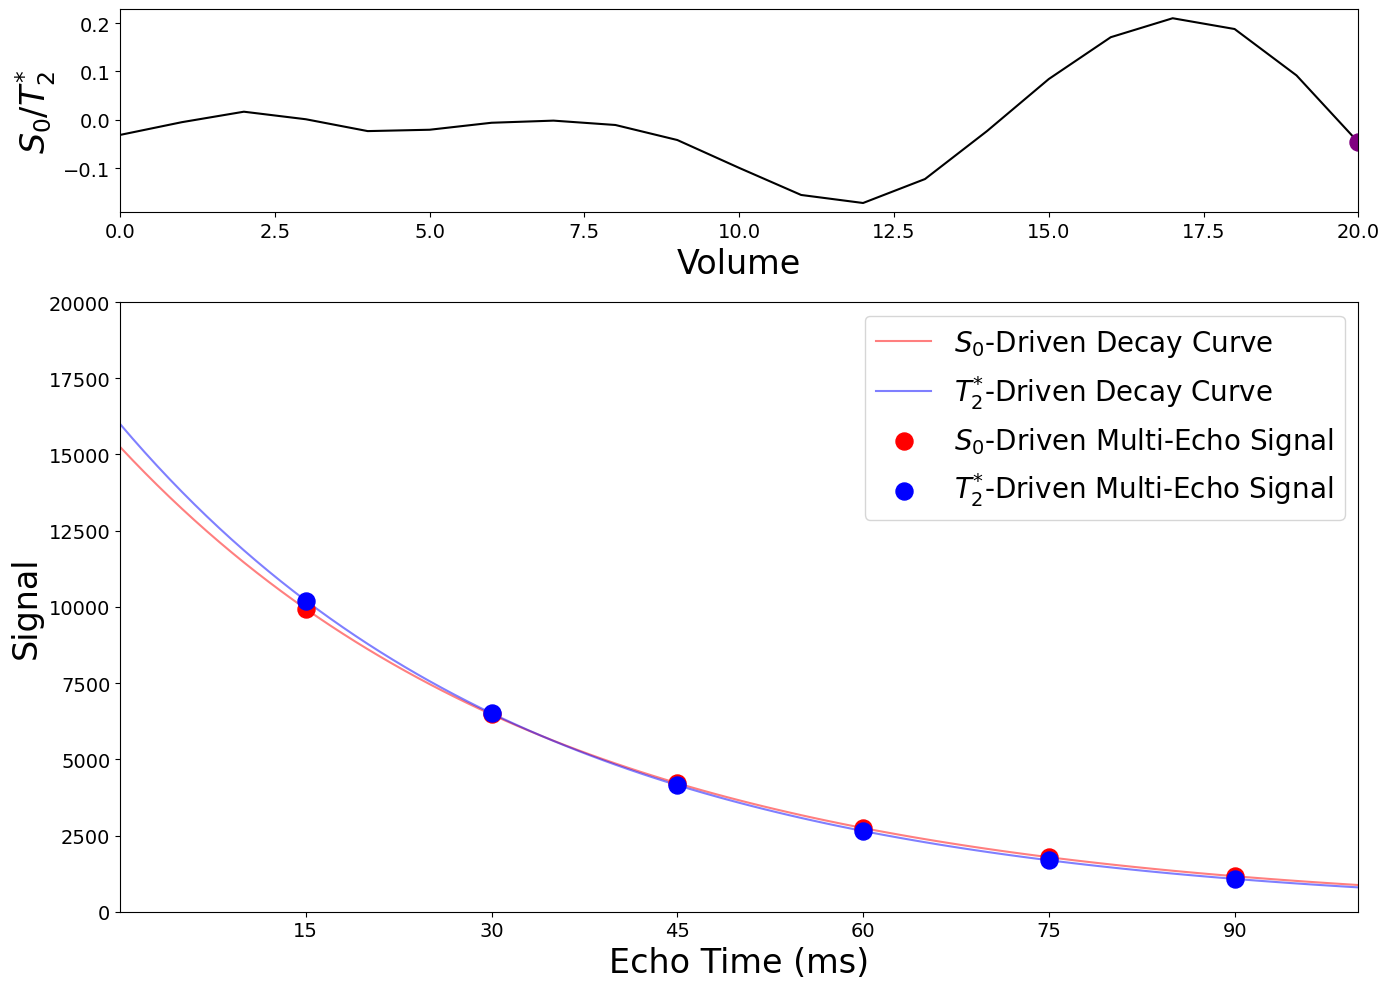 0.2
0.1
0.0
−0.1
S₀/T₂*
0.0 2.5 5.0 7.5 10.0 12.5 15.0 17.5 20.0
Volume
20000
17500
15000
12500
10000
7500
5000
2500
0
Signal
S₀-Driven Decay Curve
T₂*-Driven Decay Curve
S₀-Driven Multi-Echo Signal
T₂*-Driven Multi-Echo Signal
15 30 45 60 75 90
Echo Time (ms)